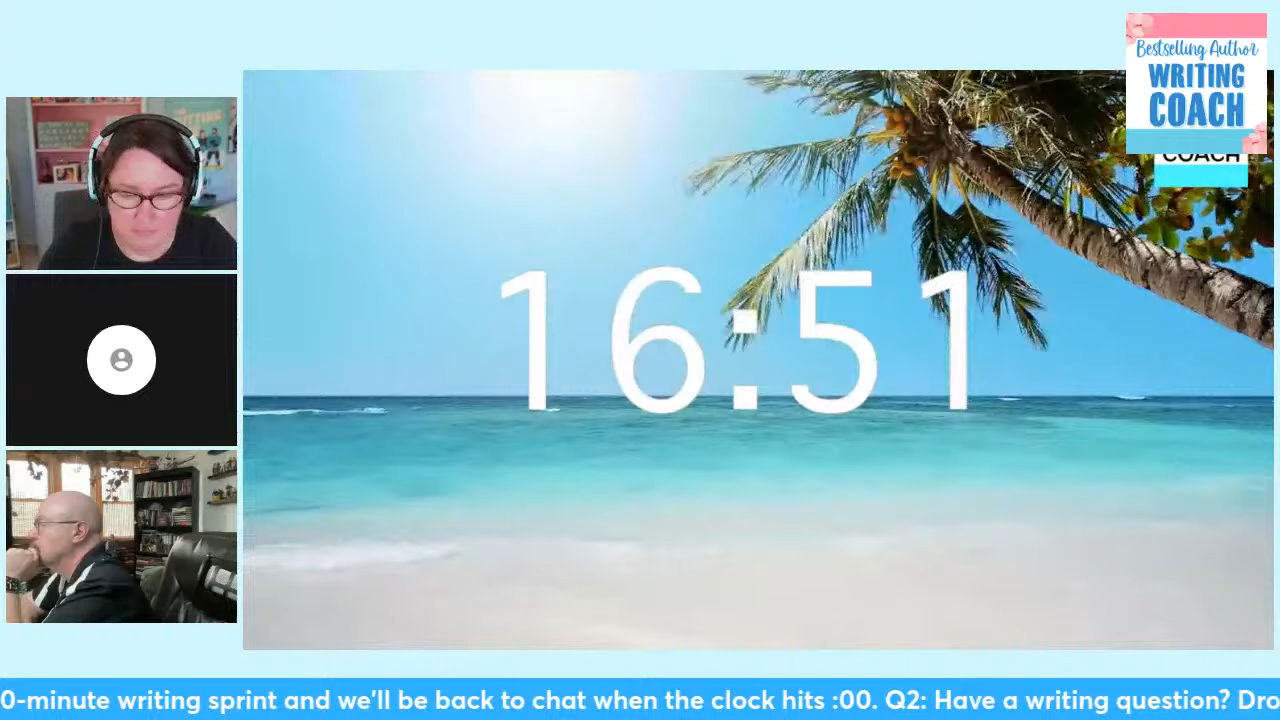 Bestselling Author
WRITING
COACH
COACH
16:51
0-minute writing sprint and we'll be back to chat when the clock hits :00. Q2: Have a writing question? Dro